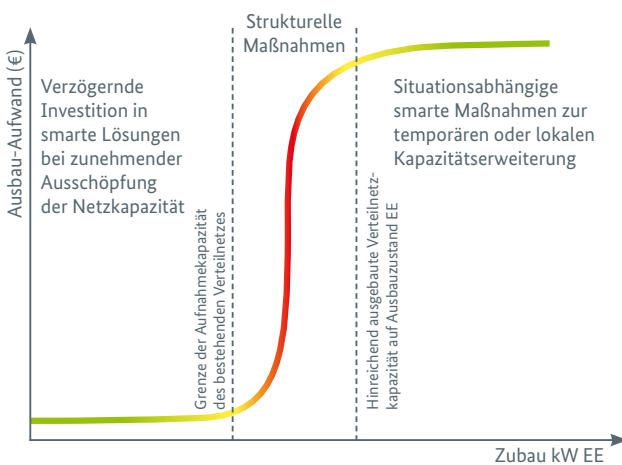 Strukturelle
Maßnahmen
Ausbau-Aufwand (€)
Verzögernde
Investition in
smarte Lösungen
bei zunehmender
Ausschöpfung
der Netzkapazität
Situationsabhängige
smarte Maßnahmen zur
temporären oder lokalen
Kapazitätserweiterung
Grenze der Aufnahmekapazität
des bestehenden Verteilnetzes
Hinreichend ausgebaute Verteilnetz-
kapazität auf Ausbauzustand EE
Zubau kW EE